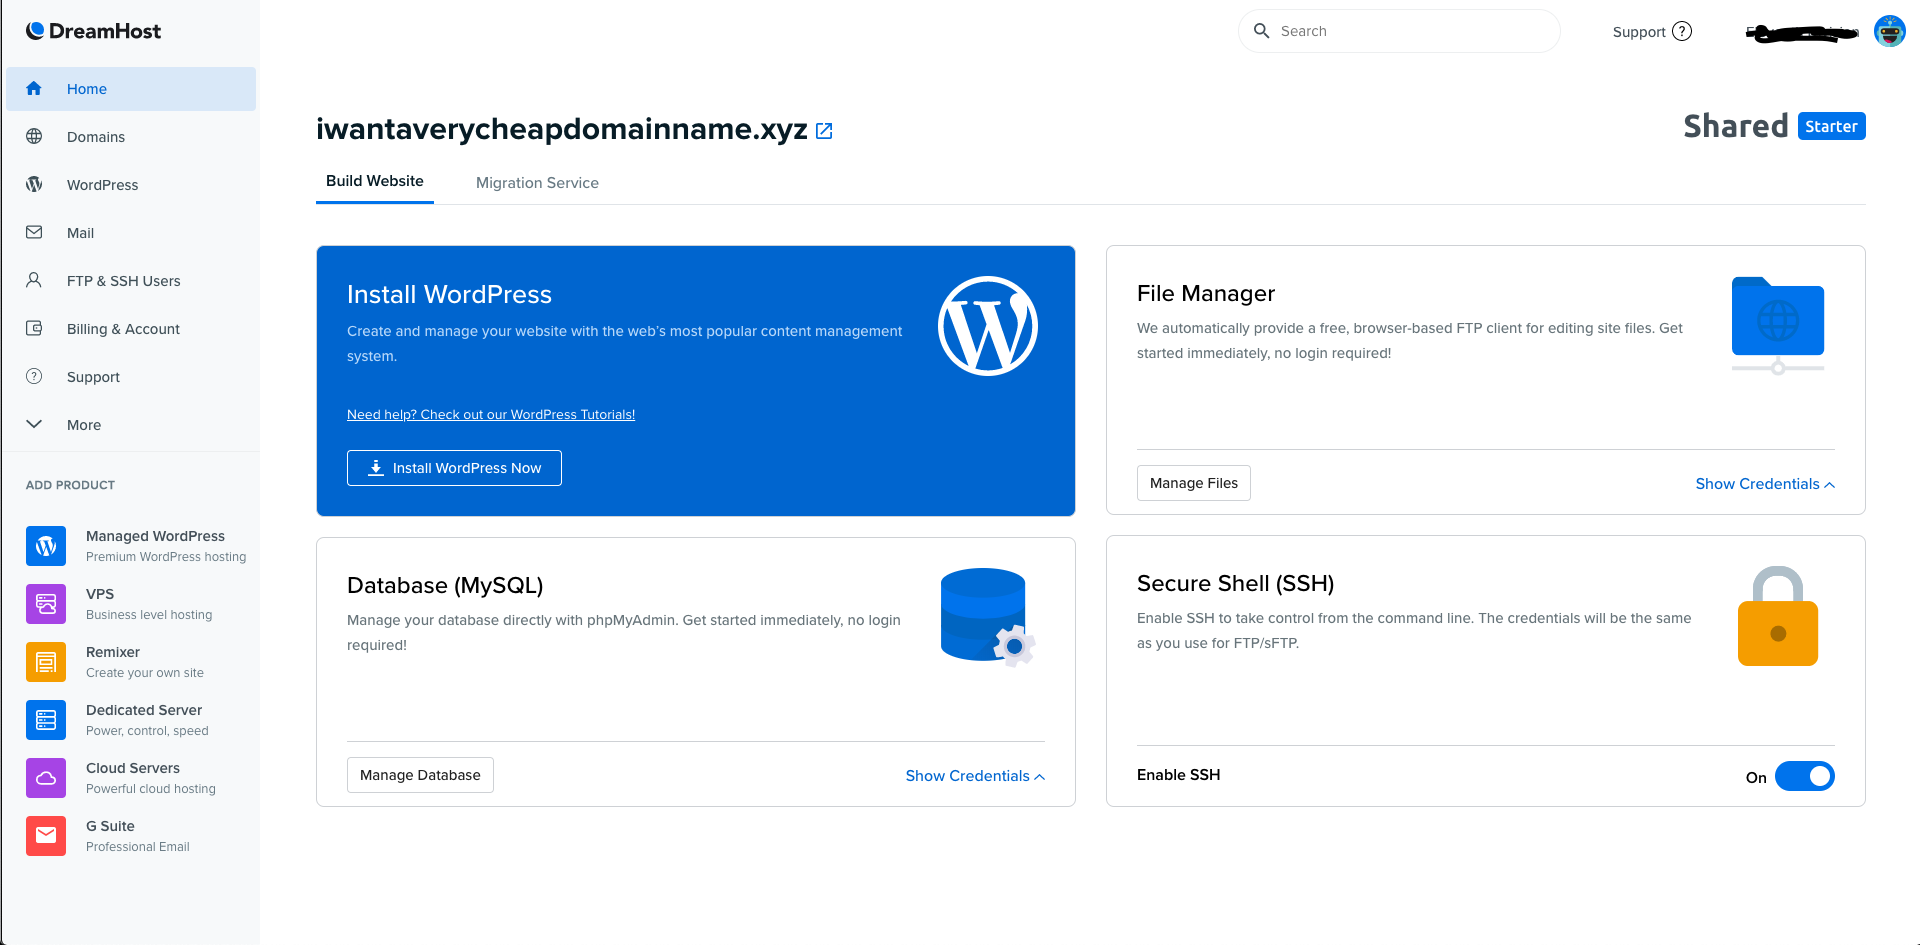 DreamHost
Search
Support
Home
Domains
WordPress
Mail
FTP & SSH Users
Billing & Account
Support
More
ADD PRODUCT
Managed WordPress
Premium WordPress hosting
VPS
Business level hosting
Remixer
Create your own site
Dedicated Server
Power, control, speed
Cloud Servers
Powerful cloud hosting
G Suite
Professional Email
iwantaverycheapdomainname.xyz
Shared Starter
Build Website
Migration Service
Install WordPress
Create and manage your website with the web’s most popular content management
system.
Need help? Check out our WordPress Tutorials!
Install WordPress Now
File Manager
We automatically provide a free, browser-based FTP client for editing site files. Get
started immediately, no login required!
Manage Files
Show Credentials
Database (MySQL)
Manage your database directly with phpMyAdmin. Get started immediately, no login
required!
Manage Database
Show Credentials
Secure Shell (SSH)
Enable SSH to take control from the command line. The credentials will be the same
as you use for FTP/sFTP.
Enable SSH
On